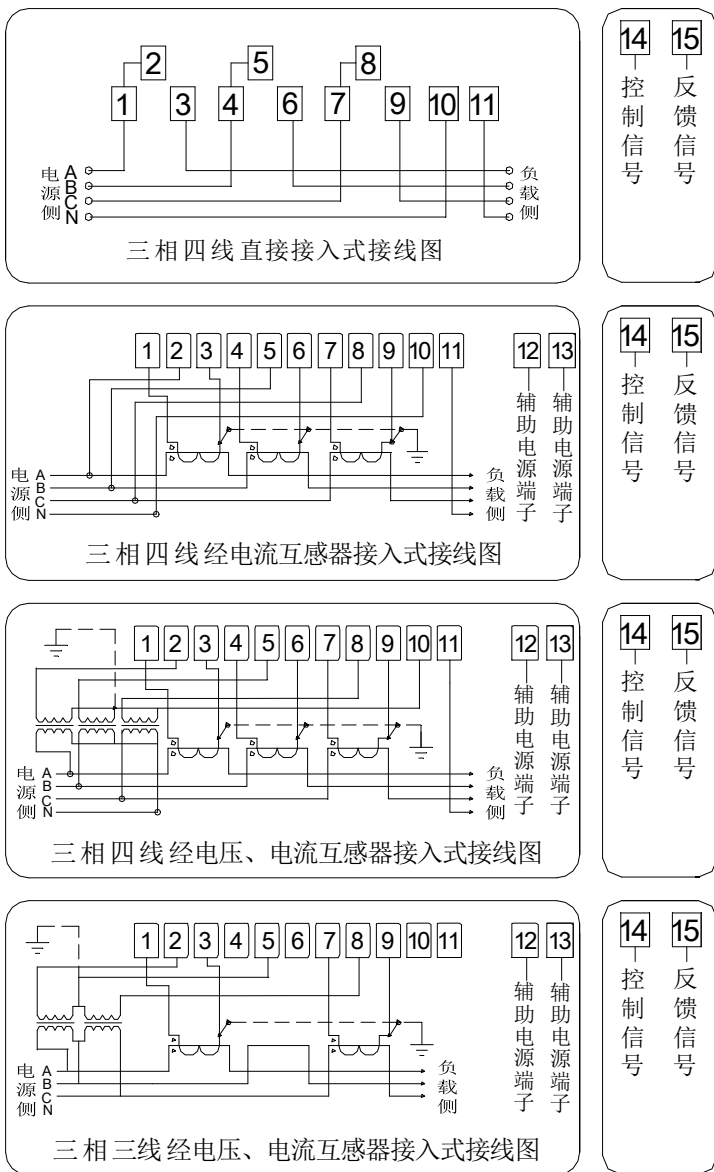 2 5 8
1 3 4 6 7 9 10 11
电源侧
A
B
C
N
负载侧
三相四线直接接入式接线图
14 15
控制信号
反馈信号
1 2 3 4 5 6 7 8 9 10 11 12 13
辅助电源端子
辅助电源端子
电源侧
A
B
C
N
负载侧
三相四线经电流互感器接入式接线图
14 15
控制信号
反馈信号
1 2 3 4 5 6 7 8 9 10 11 12 13
辅助电源端子
辅助电源端子
电源侧
A
B
C
N
负载侧
三相四线经电压、电流互感器接入式接线图
14 15
控制信号
反馈信号
1 2 3 4 5 6 7 8 9 10 11 12 13
辅助电源端子
辅助电源端子
电源侧
A
B
C
N
负载侧
三相三线经电压、电流互感器接入式接线图
14 15
控制信号
反馈信号